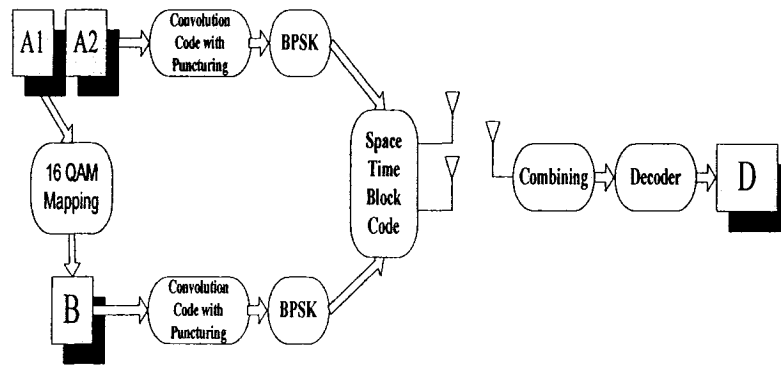 A1
A2
Convolution
Code with
Puncturing
BPSK
16 QAM
Mapping
Space
Time
Block
Code
Combining
Decoder
D
B
Convolution
Code with
Puncturing
BPSK